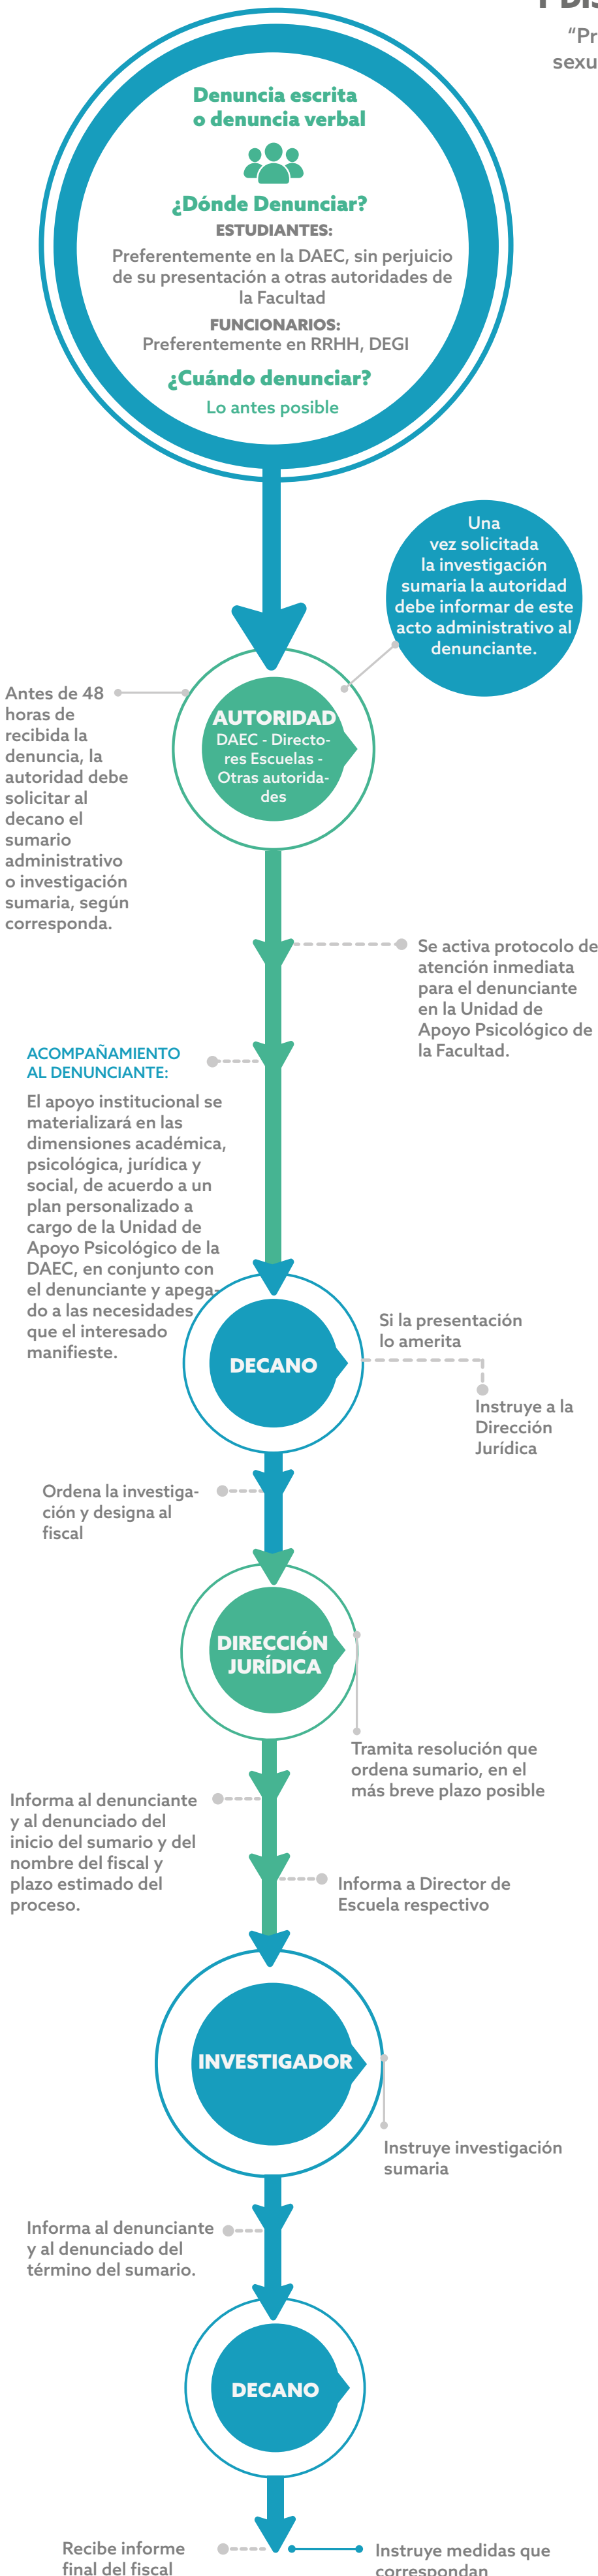 “Pr
sexu
Denuncia escrita
o denuncia verbal
¿Dónde Denunciar?
ESTUDIANTES:
Preferentemente en la DAEC, sin perjuicio
de su presentación a otras autoridades de
la Facultad
FUNCIONARIOS:
Preferentemente en RRHH, DEGI
¿Cuándo denunciar?
Lo antes posible
Una
vez solicitada
la investigación
sumaria la autoridad
debe informar de este
acto administrativo al
denunciante.
Antes de 48
horas de
recibida la
denuncia, la
autoridad debe
solicitar al
decano el
sumario
administrativo
o investigación
sumaria, según
corresponda.
AUTORIDAD
DAEC - Directo-
res Escuelas -
Otras autorida-
des
Se activa protocolo de
atención inmediata
para el denunciante
en la Unidad de
Apoyo Psicológico de
la Facultad.
ACOMPAÑAMIENTO
AL DENUNCIANTE:
El apoyo institucional se
materializará en las
dimensiones académica,
psicológica, jurídica y
social, de acuerdo a un
plan personalizado a
cargo de la Unidad de
Apoyo Psicológico de la
DAEC, en conjunto con
el denunciante y apega-
do a las necesidades
que el interesado
manifieste.
DECANO
Si la presentación
lo amerita
Instruye a la
Dirección
Jurídica
Ordena la investiga-
ción y designa al
fiscal
DIRECCIÓN
JURÍDICA
Tramita resolución que
ordena sumario, en el
más breve plazo posible
Informa al denunciante
y al denunciado del
inicio del sumario y del
nombre del fiscal y
plazo estimado del
proceso.
Informa a Director de
Escuela respectivo
INVESTIGADOR
Instruye investigación
sumaria
Informa al denunciante
y al denunciado del
término del sumario.
DECANO
Recibe informe
final del fiscal
Instruye medidas que
correspondan